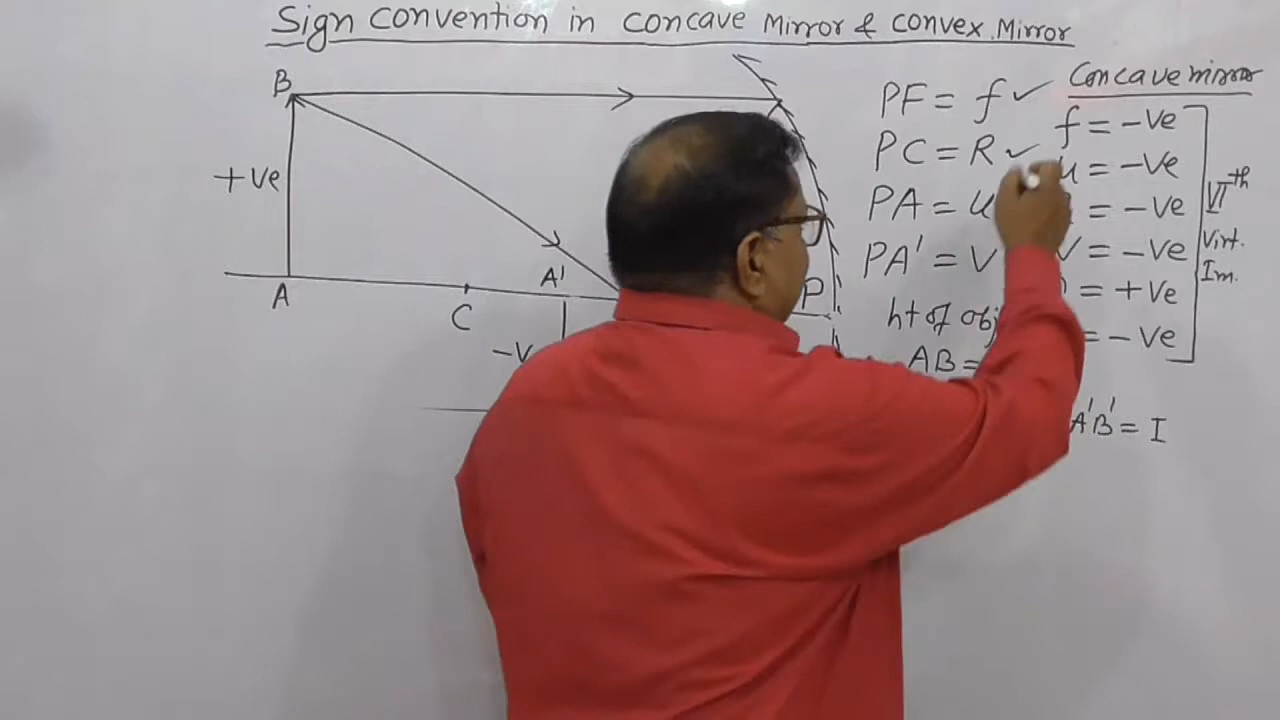 Sign convention in concave Mirror & convex Mirror
B
+ve
A
C
A'
P
PF = f ✓
PC = R ✓
PA = u
PA' = V
ht of obj
AB =
Concave mirror
f = -ve
u = -ve
= -ve
V = -ve
= +ve
= -ve
VIth
Virt.
Im.
A'B' = I